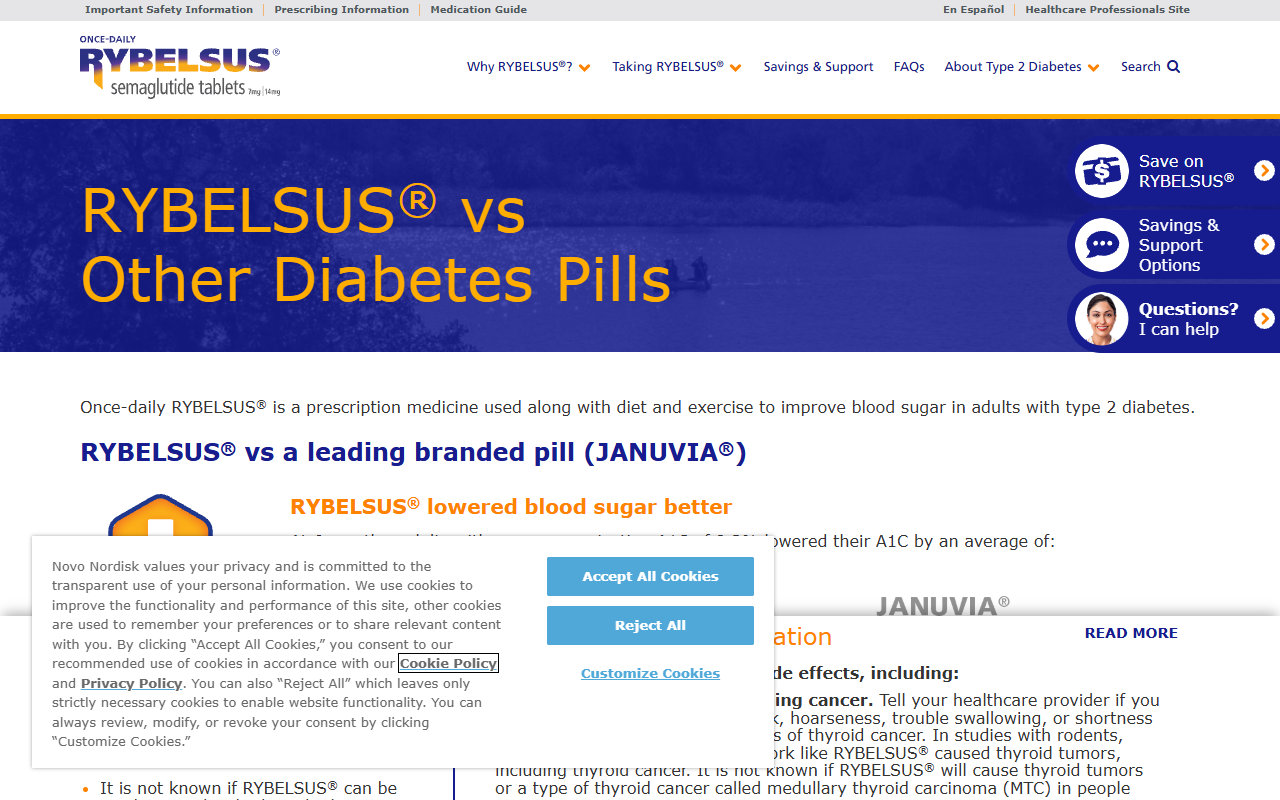 Important Safety Information
Prescribing Information
Medication Guide
En Español
Healthcare Professionals Site
ONCE-DAILY
RYBELSUS®
semaglutide tablets 7mg | 14mg
Why RYBELSUS®?
Taking RYBELSUS®
Savings & Support
FAQs
About Type 2 Diabetes
Search
RYBELSUS® vs
Other Diabetes Pills
Save on
RYBELSUS®
Savings &
Support
Options
Questions?
I can help
Once-daily RYBELSUS® is a prescription medicine used along with diet and exercise to improve blood sugar in adults with type 2 diabetes.
RYBELSUS® vs a leading branded pill (JANUVIA®)
RYBELSUS® lowered blood sugar better
lowered their A1C by an average of:
JANUVIA®
Novo Nordisk values your privacy and is committed to the
transparent use of your personal information. We use cookies to
improve the functionality and performance of this site, other cookies
are used to remember your preferences or to share relevant content
with you. By clicking “Accept All Cookies,” you consent to our
recommended use of cookies in accordance with our Cookie Policy
and Privacy Policy. You can also “Reject All” which leaves only
strictly necessary cookies to enable website functionality. You can
always review, modify, or revoke your consent by clicking
“Customize Cookies.”
Accept All Cookies
Reject All
Customize Cookies
READ MORE
effects, including:
cancer. Tell your healthcare provider if you
hoarseness, trouble swallowing, or shortness
of thyroid cancer. In studies with rodents,
like RYBELSUS® caused thyroid tumors,
including thyroid cancer. It is not known if RYBELSUS® will cause thyroid tumors
or a type of thyroid cancer called medullary thyroid carcinoma (MTC) in people
It is not known if RYBELSUS® can be